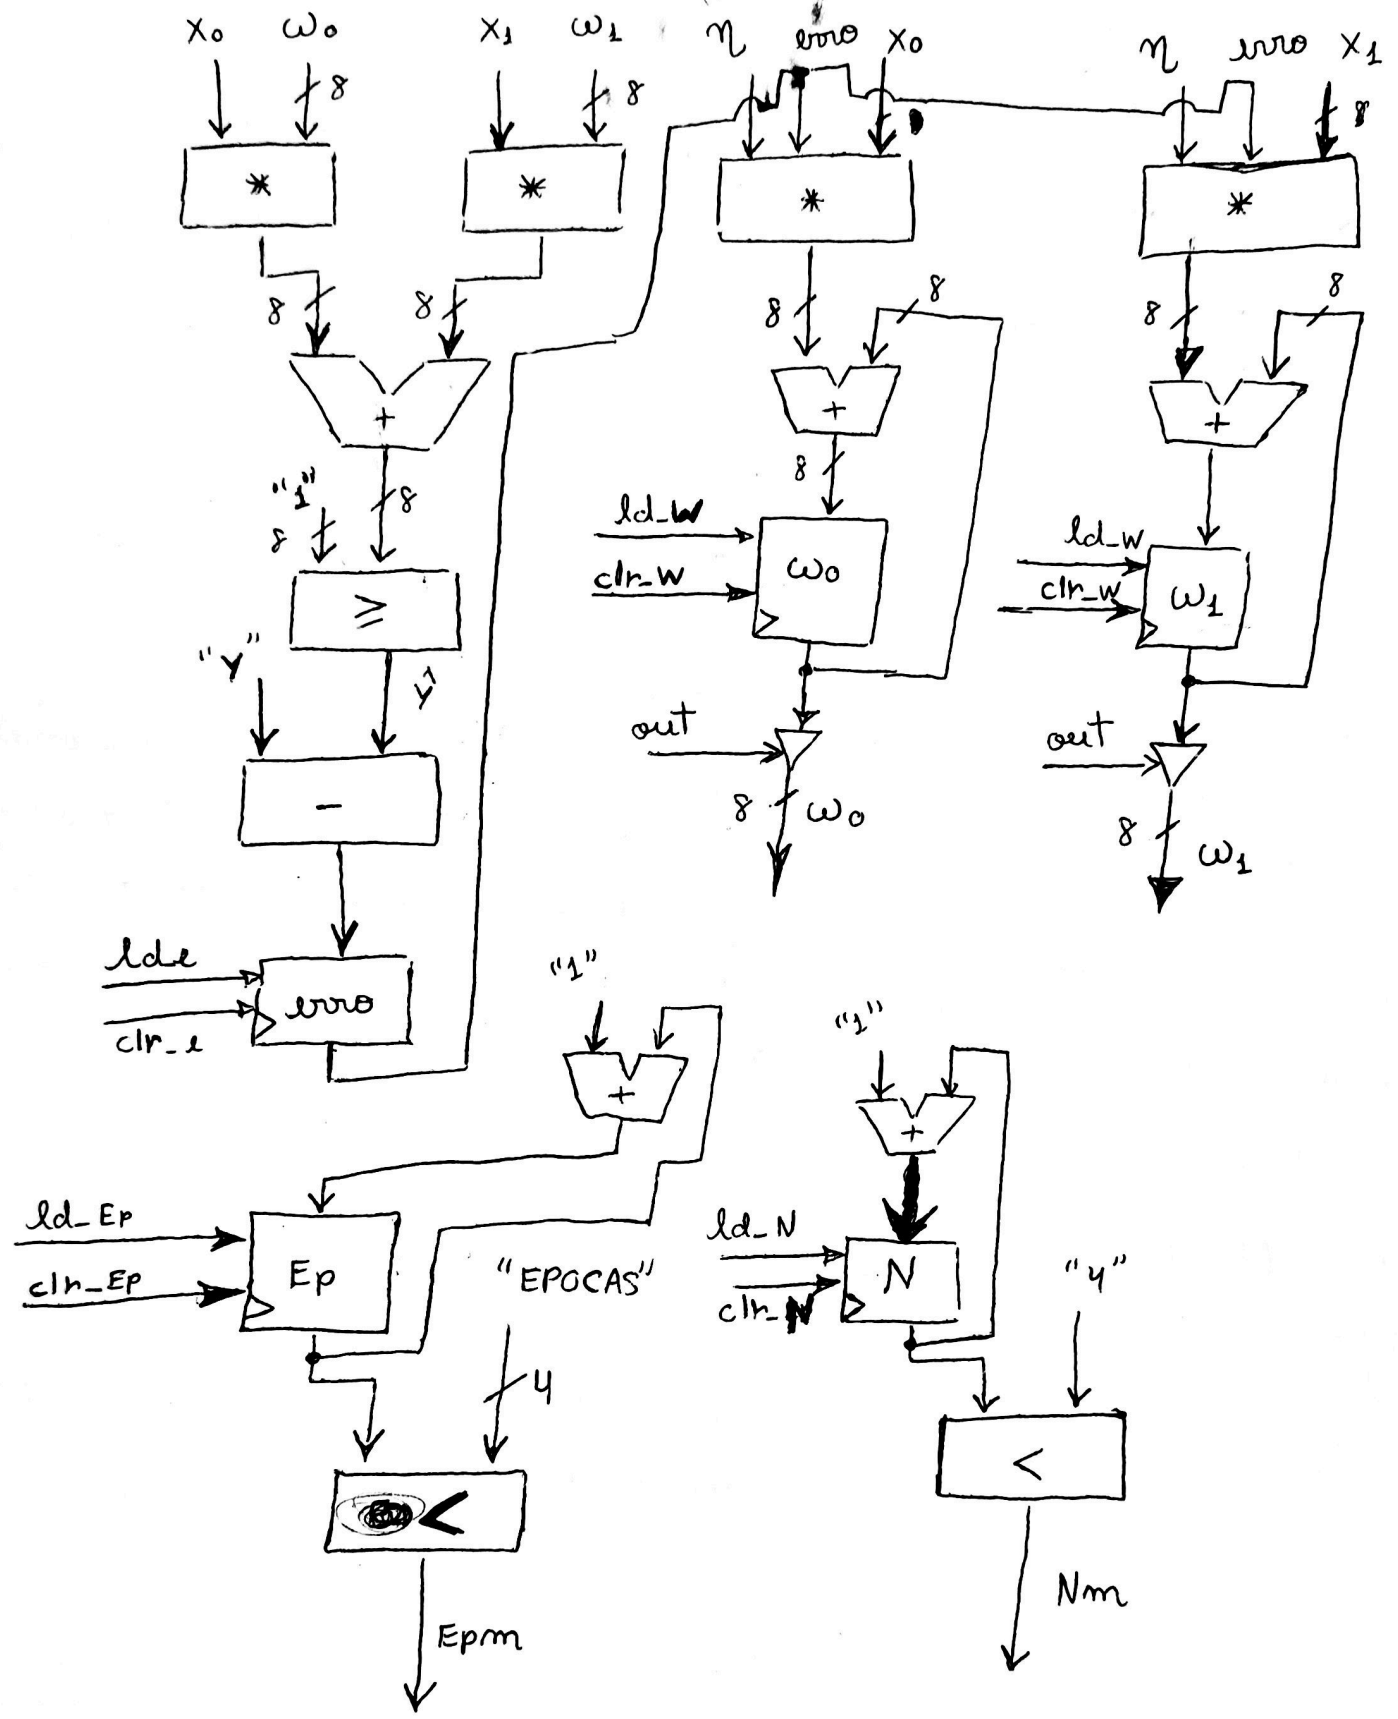 x₀ ω₀ x₁ ω₁ η erro x₀ η erro x₁
8 8 8
* * * *
8 8 8 8 8 8
+ + +
"1" 8 8 8
≥
ld_W
clr_W
ω₀
ld_w
clr_w
ω₁
"y" ŷ
−
out out
8 ω₀ 8 ω₁
lde
clr_e
erro
"1" "1"
+ +
ld_Ep
clr_Ep
Ep
"EPOCAS"
4
ld_N
clr_N
N
"4"
< <
Epm Nm